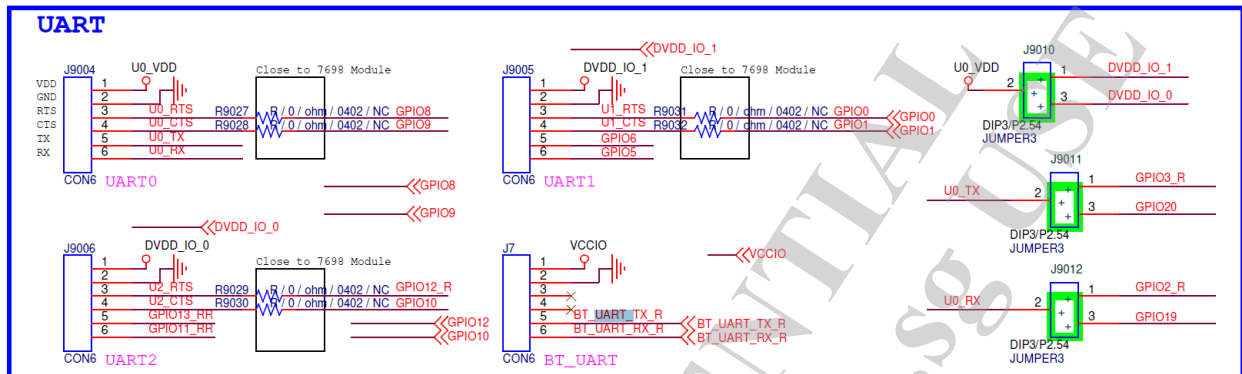 UART
DVDD_IO_1
J9004
U0_VDD
Close to 7698 Module
VDD 1
GND 2
RTS 3 U0_RTS R9027 R / 0 / ohm / 0402 / NC GPIO8
CTS 4 U0_CTS R9028 R / 0 / ohm / 0402 / NC GPIO9
TX 5 U0_TX
RX 6 U0_RX
CON6 UART0
GPIO8
GPIO9
J9005
DVDD_IO_1
Close to 7698 Module
1
2
3 U1_RTS R9031 R / 0 / ohm / 0402 / NC GPIO0 GPIO0
4 U1_CTS R9032 R / 0 / ohm / 0402 / NC GPIO1 GPIO1
5 GPIO6
6 GPIO5
CON6 UART1
J9010
U0_VDD 2
1 DVDD_IO_1
3 DVDD_IO_0
DIP3/P2.54
JUMPER3
J9011
U0_TX 2
1 GPIO3_R
3 GPIO20
DIP3/P2.54
JUMPER3
DVDD_IO_0
J9006
DVDD_IO_0
Close to 7698 Module
1
2
3 U2_RTS R9029 R / 0 / ohm / 0402 / NC GPIO12_R
4 U2_CTS R9030 R / 0 / ohm / 0402 / NC GPIO10
5 GPIO13_RR GPIO12
6 GPIO11_RR GPIO10
CON6 UART2
J7
VCCIO
VCCIO
1
2
3
4
5 BT_UART_TX_R BT_UART_TX_R
6 BT_UART_RX_R BT_UART_RX_R
CON6 BT_UART
J9012
U0_RX 2
1 GPIO2_R
3 GPIO19
DIP3/P2.54
JUMPER3